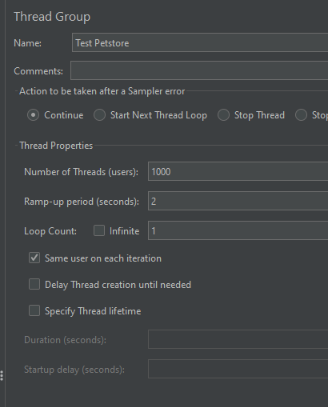 Thread Group
Name: Test Petstore
Comments:
Action to be taken after a Sampler error
Continue Start Next Thread Loop Stop Thread Stop
Thread Properties
Number of Threads (users): 1000
Ramp-up period (seconds): 2
Loop Count: Infinite 1
Same user on each iteration
Delay Thread creation until needed
Specify Thread lifetime
Duration (seconds):
Startup delay (seconds):